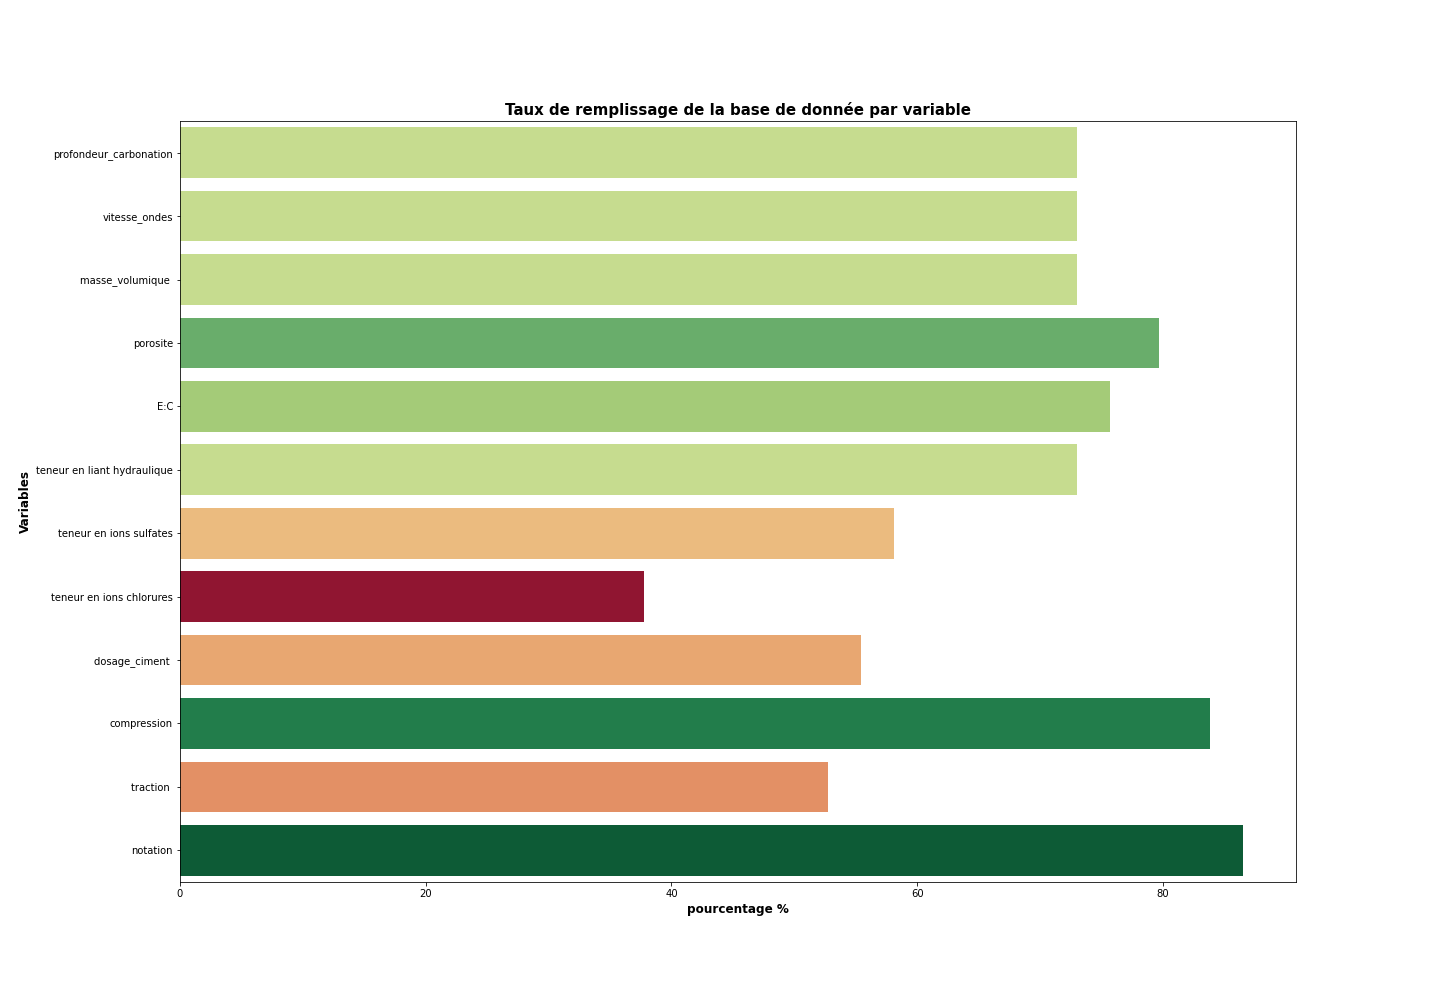 Taux de remplissage de la base de donnée par variable
profondeur_carbonation
vitesse_ondes
masse_volumique
porosite
E:C
teneur en liant hydraulique
teneur en ions sulfates
teneur en ions chlorures
dosage_ciment
compression
traction
notation
Variables
0 20 40 60 80
pourcentage %